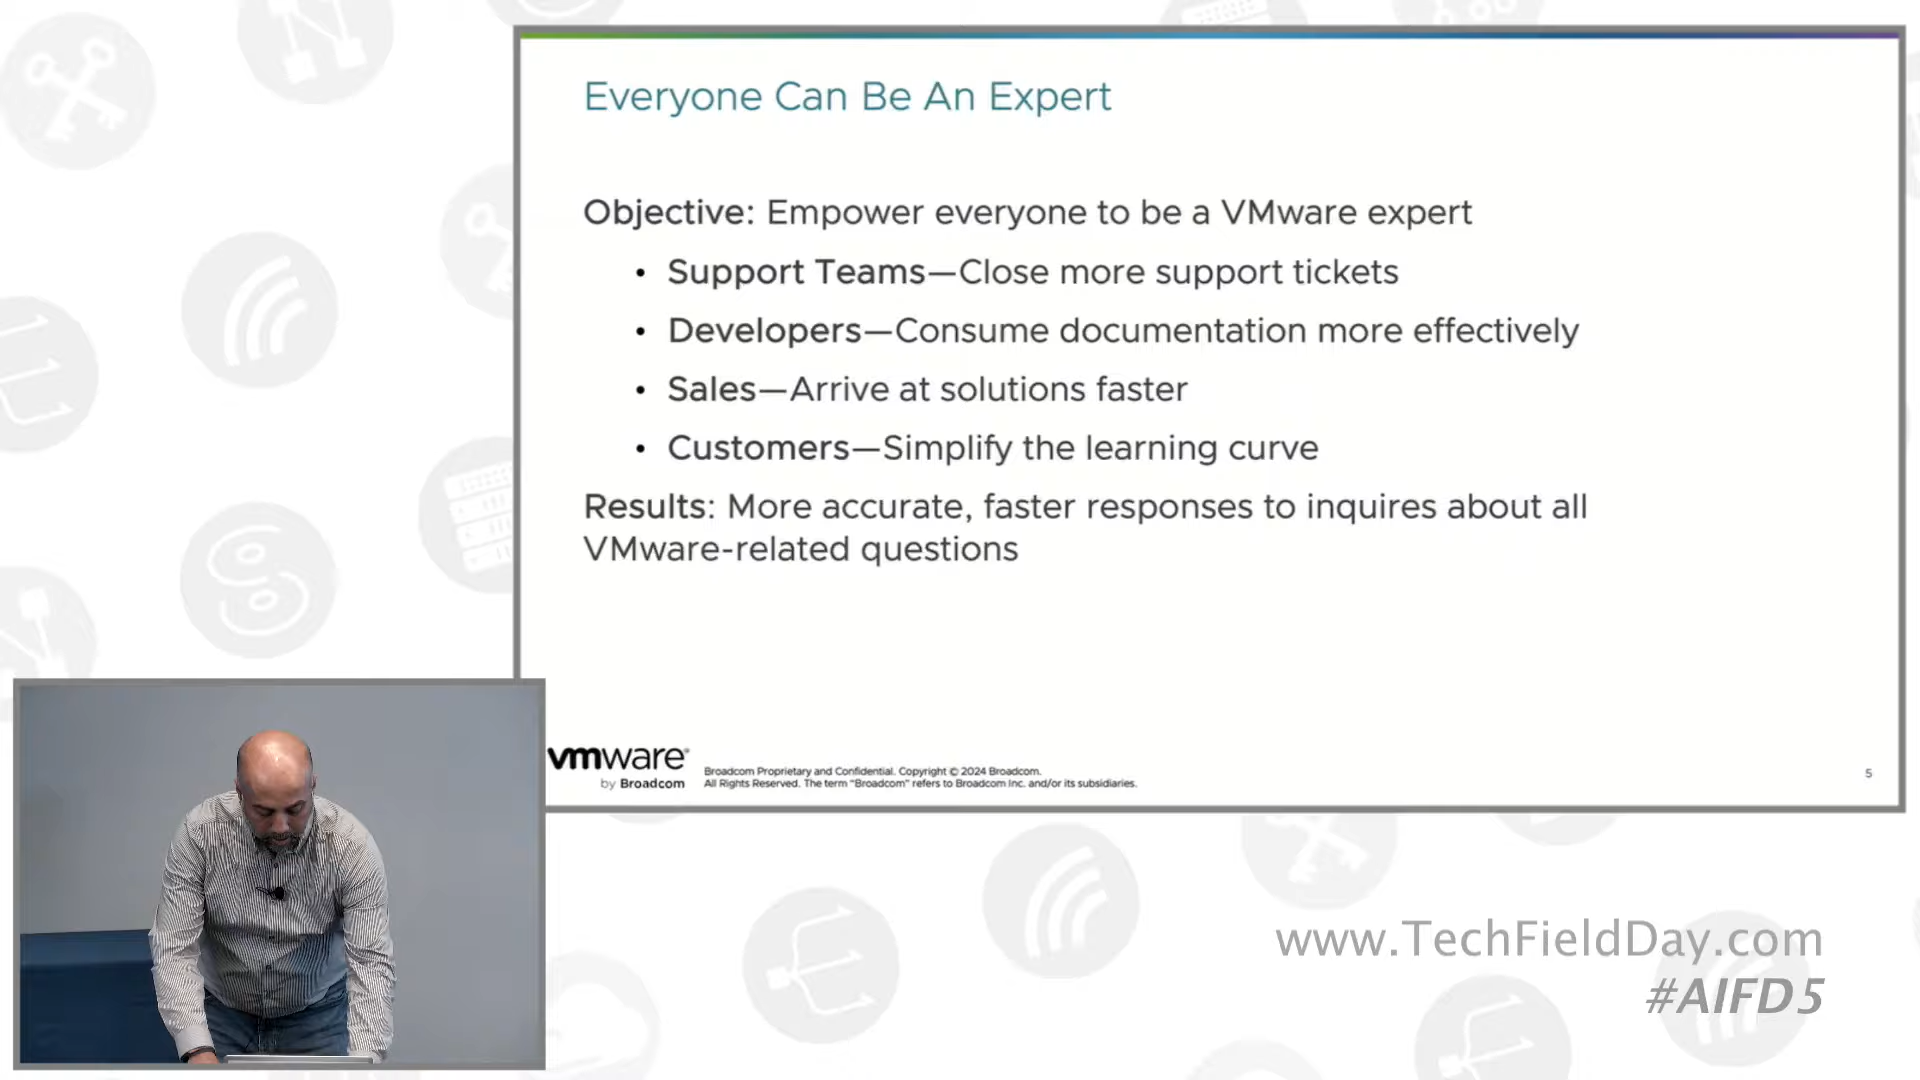 Everyone Can Be An Expert
Objective: Empower everyone to be a VMware expert
• Support Teams—Close more support tickets
• Developers—Consume documentation more effectively
• Sales—Arrive at solutions faster
• Customers—Simplify the learning curve
Results: More accurate, faster responses to inquires about all
VMware-related questions
vmware®
by Broadcom
Broadcom Proprietary and Confidential. Copyright © 2024 Broadcom.
All Rights Reserved. The term "Broadcom" refers to Broadcom Inc. and/or its subsidiaries.
5
www.TechFieldDay.com
#AIFD5